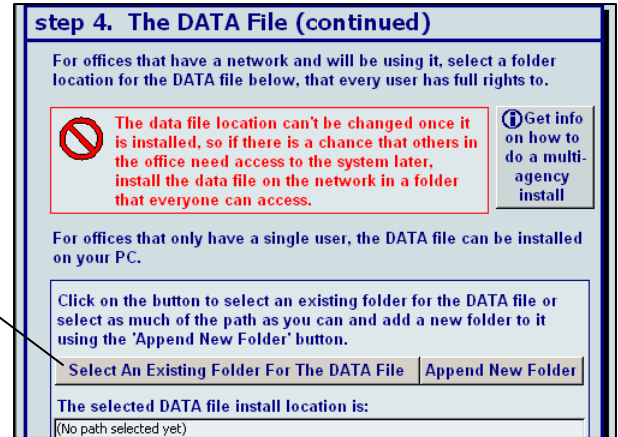 step 4.  The DATA File (continued)
For offices that have a network and will be using it, select a folder
location for the DATA file below, that every user has full rights to.
The data file location can't be changed once it
is installed, so if there is a chance that others in
the office need access to the system later,
install the data file on the network in a folder
that everyone can access.
Get info
on how to
do a multi-
agency
install
For offices that only have a single user, the DATA file can be installed
on your PC.
Click on the button to select an existing folder for the DATA file or
select as much of the path as you can and add a new folder to it
using the 'Append New Folder' button.
Select An Existing Folder For The DATA File
Append New Folder
The selected DATA file install location is:
(No path selected yet)